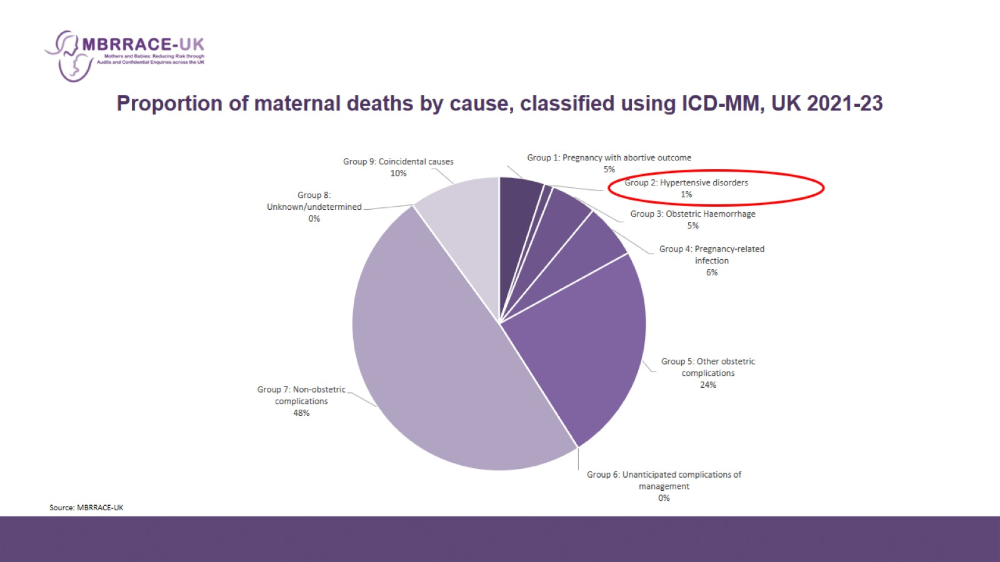 MBRRACE-UK
Mothers and Babies: Reducing Risk through
Audits and Confidential Enquiries across the UK
Proportion of maternal deaths by cause, classified using ICD-MM, UK 2021-23
Group 9: Coincidental causes
10%
Group 1: Pregnancy with abortive outcome
5%
Group 2: Hypertensive disorders
1%
Group 8:
Unknown/undetermined
0%
Group 3: Obstetric Haemorrhage
5%
Group 4: Pregnancy-related
infection
6%
Group 5: Other obstetric
complications
24%
Group 7: Non-obstetric
complications
48%
Group 6: Unanticipated complications of
management
0%
Source: MBRRACE-UK